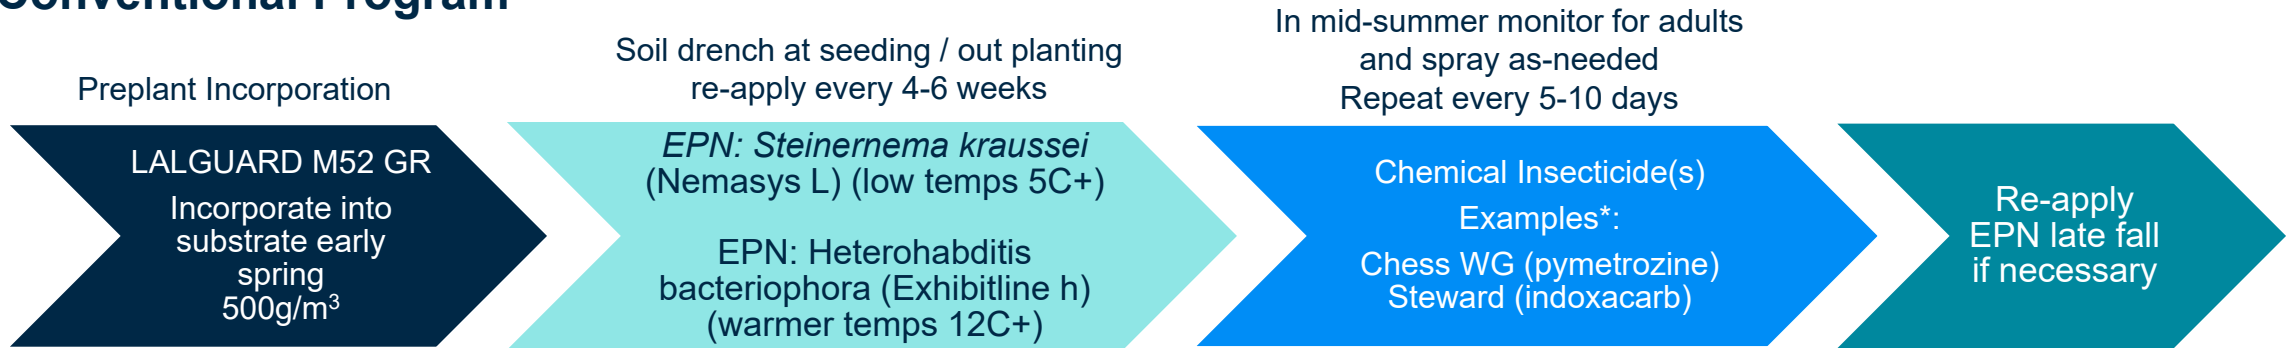 Conventional Program
Preplant Incorporation
LALGUARD M52 GR
Incorporate into
substrate early
spring
500g/m³
Soil drench at seeding / out planting
re-apply every 4-6 weeks
EPN: Steinernema kraussei
(Nemasys L) (low temps 5C+)
EPN: Heterohabditis
bacteriophora (Exhibitline h)
(warmer temps 12C+)
In mid-summer monitor for adults
and spray as-needed
Repeat every 5-10 days
Chemical Insecticide(s)
Examples*:
Chess WG (pymetrozine)
Steward (indoxacarb)
Re-apply
EPN late fall
if necessary